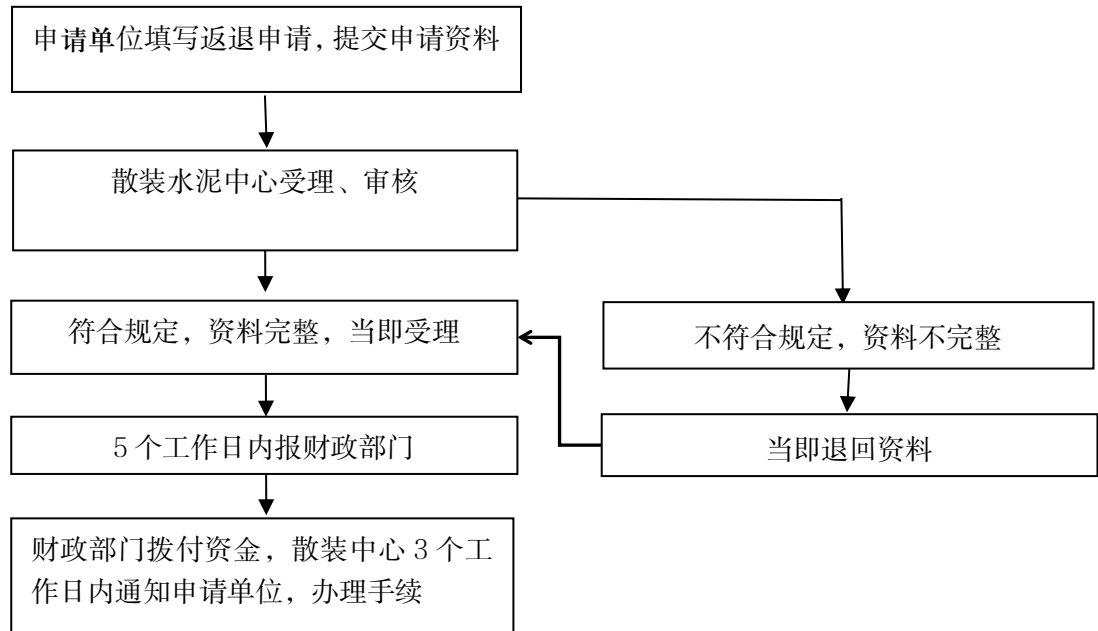 申请单位填写返退申请，提交申请资料
散装水泥中心受理、审核
符合规定，资料完整，当即受理
不符合规定，资料不完整
5个工作日内报财政部门
当即退回资料
财政部门拨付资金，散装中心3个工
作日内通知申请单位，办理手续